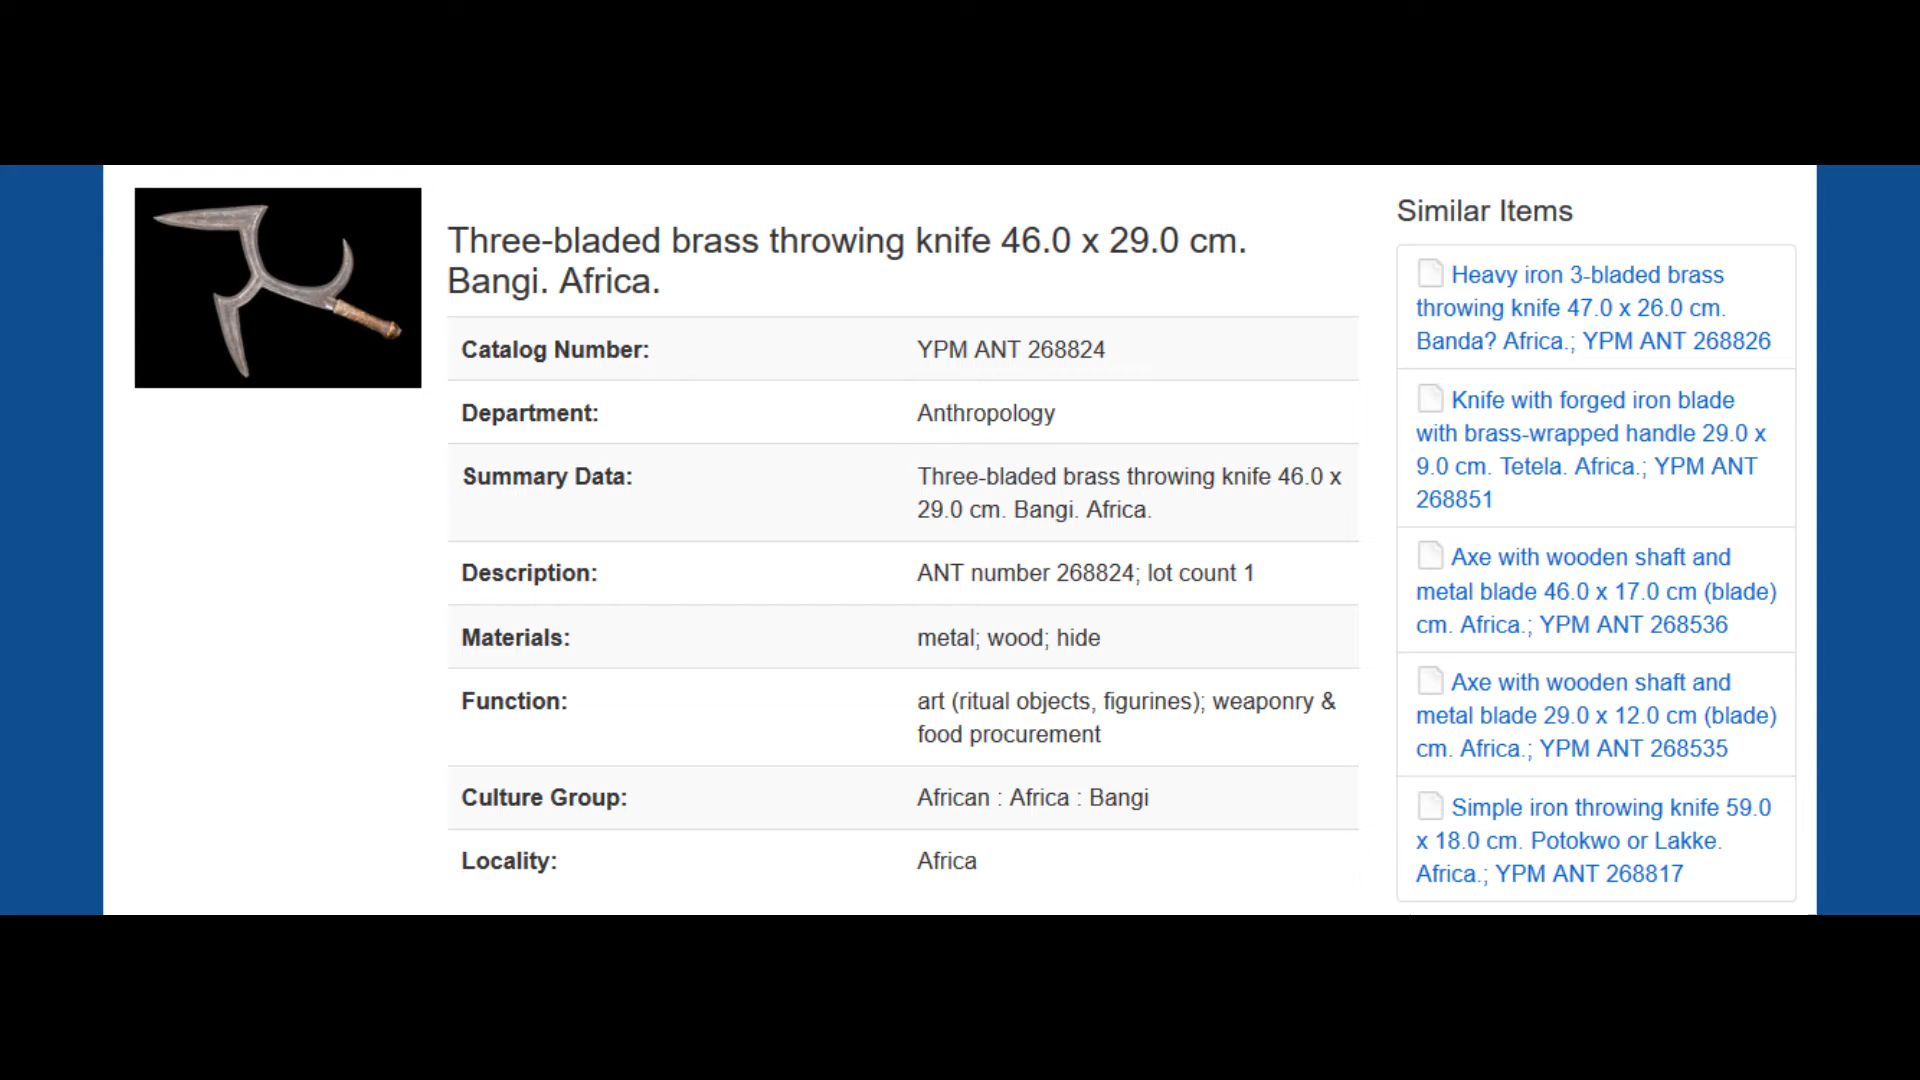 Three-bladed brass throwing knife 46.0 x 29.0 cm.
Bangi. Africa.
Catalog Number: YPM ANT 268824
Department: Anthropology
Summary Data: Three-bladed brass throwing knife 46.0 x
29.0 cm. Bangi. Africa.
Description: ANT number 268824; lot count 1
Materials: metal; wood; hide
Function: art (ritual objects, figurines); weaponry &
food procurement
Culture Group: African : Africa : Bangi
Locality: Africa
Similar Items
Heavy iron 3-bladed brass
throwing knife 47.0 x 26.0 cm.
Banda? Africa.; YPM ANT 268826
Knife with forged iron blade
with brass-wrapped handle 29.0 x
9.0 cm. Tetela. Africa.; YPM ANT
268851
Axe with wooden shaft and
metal blade 46.0 x 17.0 cm (blade)
cm. Africa.; YPM ANT 268536
Axe with wooden shaft and
metal blade 29.0 x 12.0 cm (blade)
cm. Africa.; YPM ANT 268535
Simple iron throwing knife 59.0
x 18.0 cm. Potokwo or Lakke.
Africa.; YPM ANT 268817